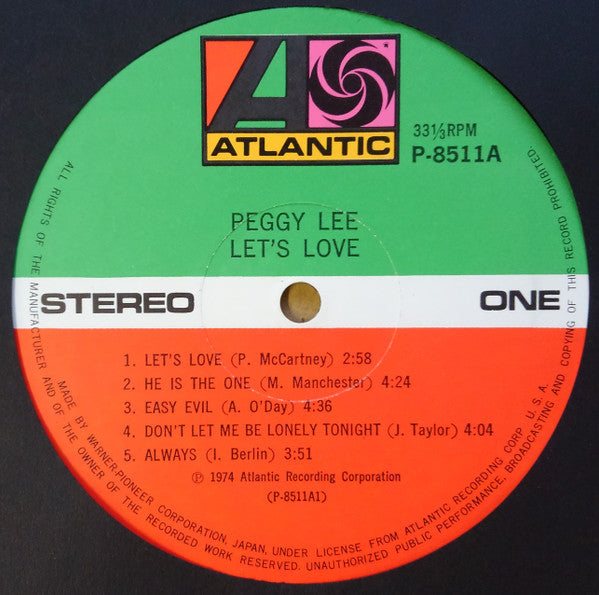 ATLANTIC
33⅓RPM
P-8511A
PEGGY LEE
LET'S LOVE
STEREO
ONE
1. LET'S LOVE (P. McCartney) 2:58
2. HE IS THE ONE (M. Manchester) 4:24
3. EASY EVIL (A. O'Day) 4:36
4. DON'T LET ME BE LONELY TONIGHT (J. Taylor) 4:04
5. ALWAYS (I. Berlin) 3:51
Ⓟ 1974 Atlantic Recording Corporation
(P-8511A1)
ALL RIGHTS OF THE MANUFACTURER AND OF THE OWNER OF THE RECORDED WORK RESERVED. UNAUTHORIZED PUBLIC PERFORMANCE, BROADCASTING AND COPYING OF THIS RECORD PROHIBITED.
MADE BY WARNER-PIONEER CORPORATION, JAPAN, UNDER LICENSE FROM ATLANTIC RECORDING CORP. U.S.A.